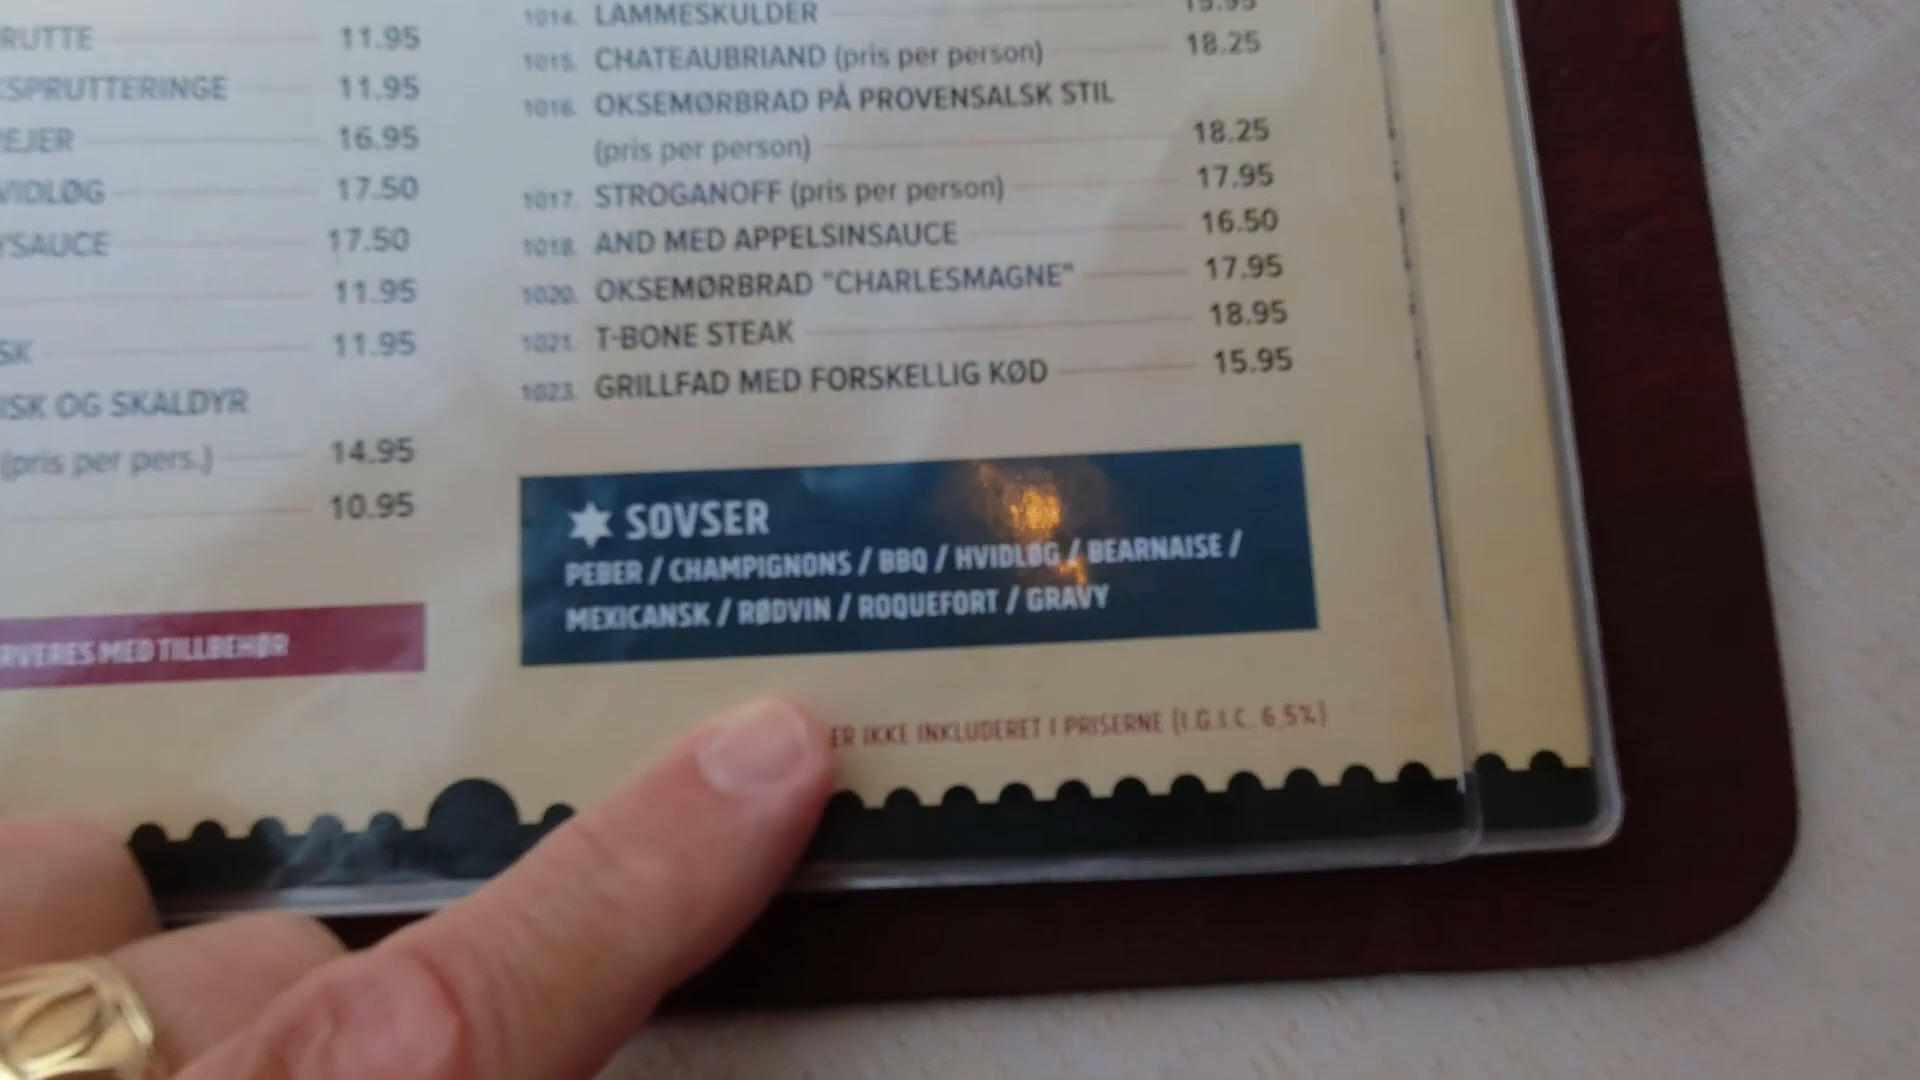 RUTTE 11.95
KSPRUTTERINGE 11.95
EJER 16.95
VIDLØG 17.50
YSAUCE 17.50
11.95
SK 11.95
ISK OG SKALDYR
(pris per pers.) 14.95
10.95
RVERES MED TILLBEHØR
1014. LAMMESKULDER 15.95
1015. CHATEAUBRIAND (pris per person) 18.25
1016. OKSEMØRBRAD PÅ PROVENSALSK STIL
(pris per person) 18.25
1017. STROGANOFF (pris per person) 17.95
1018. AND MED APPELSINSAUCE 16.50
1020. OKSEMØRBRAD "CHARLESMAGNE" 17.95
1021. T-BONE STEAK 18.95
1023. GRILLFAD MED FORSKELLIG KØD 15.95
SOVSER
PEBER / CHAMPIGNONS / BBQ / HVIDLØG / BEARNAISE /
MEXICANSK / RØDVIN / ROQUEFORT / GRAVY
ER IKKE INKLUDERET I PRISERNE (I.G.I.C. 6,5%)